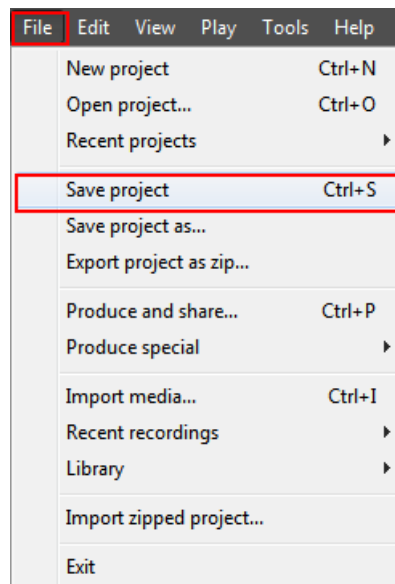 File Edit View Play Tools Help
New project Ctrl+N
Open project... Ctrl+O
Recent projects
Save project Ctrl+S
Save project as...
Export project as zip...
Produce and share... Ctrl+P
Produce special
Import media... Ctrl+I
Recent recordings
Library
Import zipped project...
Exit